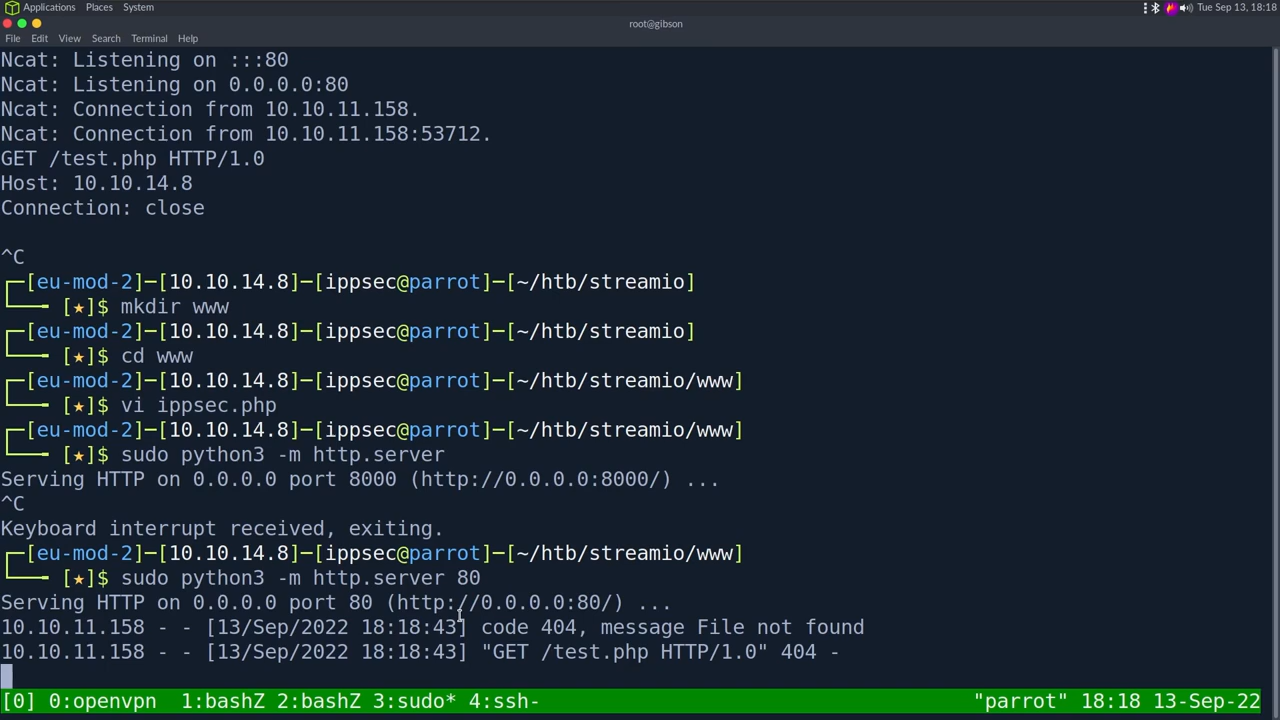 Applications Places System Tue Sep 13, 18:18
root@gibson
File Edit View Search Terminal Help
Ncat: Listening on :::80
Ncat: Listening on 0.0.0.0:80
Ncat: Connection from 10.10.11.158.
Ncat: Connection from 10.10.11.158:53712.
GET /test.php HTTP/1.0
Host: 10.10.14.8
Connection: close
^C
┌─[eu-mod-2]─[10.10.14.8]─[ippsec@parrot]─[~/htb/streamio]
└──╼ [★]$ mkdir www
┌─[eu-mod-2]─[10.10.14.8]─[ippsec@parrot]─[~/htb/streamio]
└──╼ [★]$ cd www
┌─[eu-mod-2]─[10.10.14.8]─[ippsec@parrot]─[~/htb/streamio/www]
└──╼ [★]$ vi ippsec.php
┌─[eu-mod-2]─[10.10.14.8]─[ippsec@parrot]─[~/htb/streamio/www]
└──╼ [★]$ sudo python3 -m http.server
Serving HTTP on 0.0.0.0 port 8000 (http://0.0.0.0:8000/) ...
^C
Keyboard interrupt received, exiting.
┌─[eu-mod-2]─[10.10.14.8]─[ippsec@parrot]─[~/htb/streamio/www]
└──╼ [★]$ sudo python3 -m http.server 80
Serving HTTP on 0.0.0.0 port 80 (http://0.0.0.0:80/) ...
10.10.11.158 - - [13/Sep/2022 18:18:43] code 404, message File not found
10.10.11.158 - - [13/Sep/2022 18:18:43] "GET /test.php HTTP/1.0" 404 -
[0] 0:openvpn 1:bashZ 2:bashZ 3:sudo* 4:ssh- "parrot" 18:18 13-Sep-22